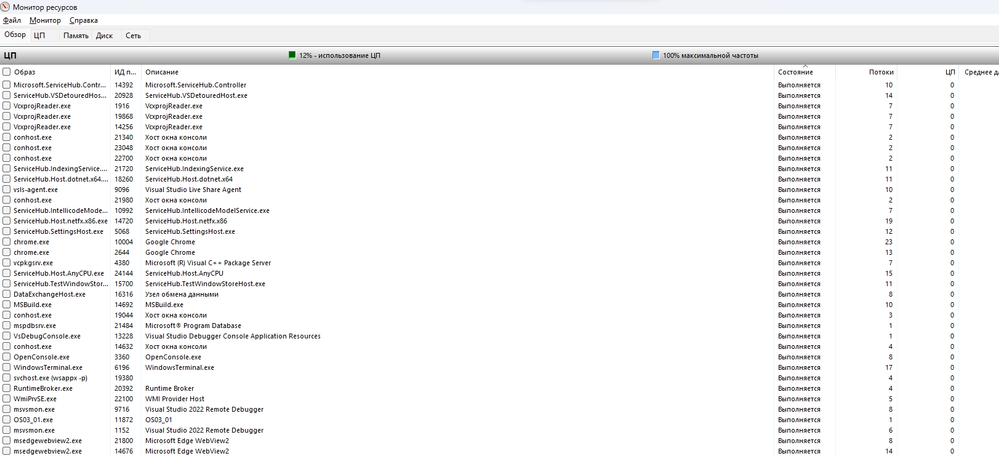 Монитор ресурсов
Файл Монитор Справка
Обзор ЦП Память Диск Сеть
ЦП 12% - использование ЦП 100% максимальной частоты
Образ ИД п... Описание Состояние Потоки ЦП Среднее д
Microsoft.ServiceHub.Contr... 14392 Microsoft.ServiceHub.Controller Выполняется 10 0
ServiceHub.VSDetouredHos... 20928 ServiceHub.VSDetouredHost.exe Выполняется 14 0
VcxprojReader.exe 1916 VcxprojReader.exe Выполняется 7 0
VcxprojReader.exe 19868 VcxprojReader.exe Выполняется 7 0
VcxprojReader.exe 14256 VcxprojReader.exe Выполняется 7 0
conhost.exe 21340 Хост окна консоли Выполняется 2 0
conhost.exe 23048 Хост окна консоли Выполняется 2 0
conhost.exe 22700 Хост окна консоли Выполняется 2 0
ServiceHub.IndexingService.... 21720 ServiceHub.IndexingService.exe Выполняется 11 0
ServiceHub.Host.dotnet.x64.... 18260 ServiceHub.Host.dotnet.x64 Выполняется 11 0
vsls-agent.exe 9096 Visual Studio Live Share Agent Выполняется 10 0
conhost.exe 21980 Хост окна консоли Выполняется 2 0
ServiceHub.IntellicodeMode... 10992 ServiceHub.IntellicodeModelService.exe Выполняется 7 0
ServiceHub.Host.netfx.x86.exe 14720 ServiceHub.Host.netfx.x86 Выполняется 19 0
ServiceHub.SettingsHost.exe 5068 ServiceHub.SettingsHost.exe Выполняется 12 0
chrome.exe 10004 Google Chrome Выполняется 23 0
chrome.exe 2644 Google Chrome Выполняется 13 0
vcpkgsrv.exe 4380 Microsoft (R) Visual C++ Package Server Выполняется 7 0
ServiceHub.Host.AnyCPU.exe 24144 ServiceHub.Host.AnyCPU Выполняется 15 0
ServiceHub.TestWindowStor... 15700 ServiceHub.TestWindowStoreHost.exe Выполняется 11 0
DataExchangeHost.exe 16316 Узел обмена данными Выполняется 8 0
MSBuild.exe 14692 MSBuild.exe Выполняется 10 0
conhost.exe 19044 Хост окна консоли Выполняется 3 0
mspdbsrv.exe 21484 Microsoft® Program Database Выполняется 1 0
VsDebugConsole.exe 13228 Visual Studio Debugger Console Application Resources Выполняется 1 0
conhost.exe 14632 Хост окна консоли Выполняется 4 0
OpenConsole.exe 3360 OpenConsole.exe Выполняется 8 0
WindowsTerminal.exe 6196 WindowsTerminal.exe Выполняется 17 0
svchost.exe (wsappx -p) 19380 Выполняется 4 0
RuntimeBroker.exe 20392 Runtime Broker Выполняется 4 0
WmiPrvSE.exe 22100 WMI Provider Host Выполняется 5 0
msvsmon.exe 9716 Visual Studio 2022 Remote Debugger Выполняется 8 0
OS03_01.exe 11872 OS03_01 Выполняется 1 0
msvsmon.exe 1152 Visual Studio 2022 Remote Debugger Выполняется 6 0
msedgewebview2.exe 21800 Microsoft Edge WebView2 Выполняется 8 0
msedgewebview2.exe 14676 Microsoft Edge WebView2 Выполняется 14 0